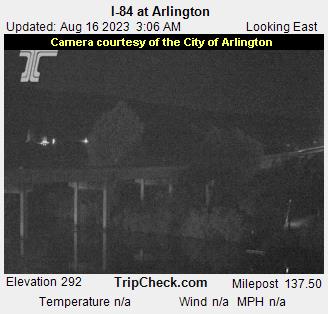 I-84 at Arlington
Updated: Aug 16 2023 3:06 AM Looking East
Camera courtesy of the City of Arlington
Elevation 292 TripCheck.com Milepost 137.50
Temperature n/a Wind n/a MPH n/a